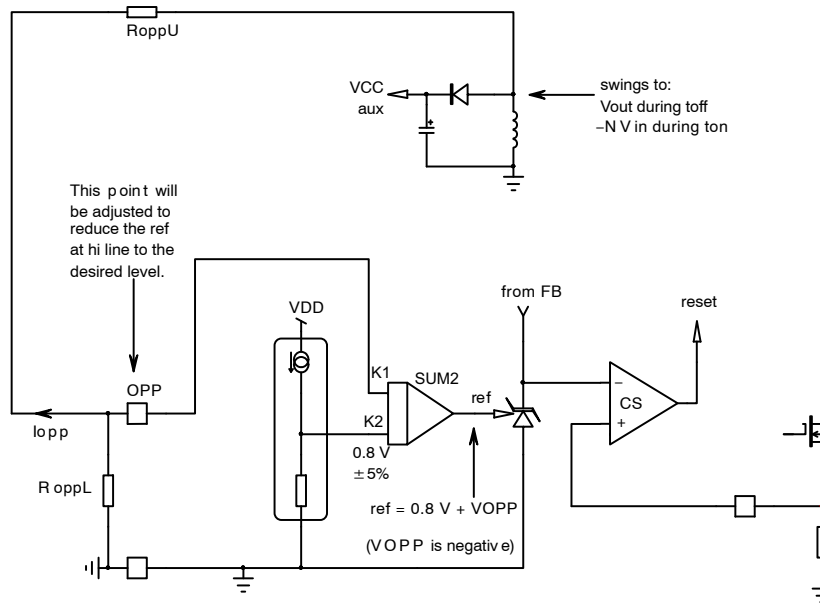 RoppU
VCC
aux
swings to:
Vout during toff
–N V in during ton
This point will
be adjusted to
reduce the ref
at hi line to the
desired level.
from FB
reset
VDD
K1
SUM2
OPP
ref
CS
–
+
Iopp
K2
0.8 V
±5%
R oppL
ref = 0.8 V + VOPP
(VOPP is negative)
+